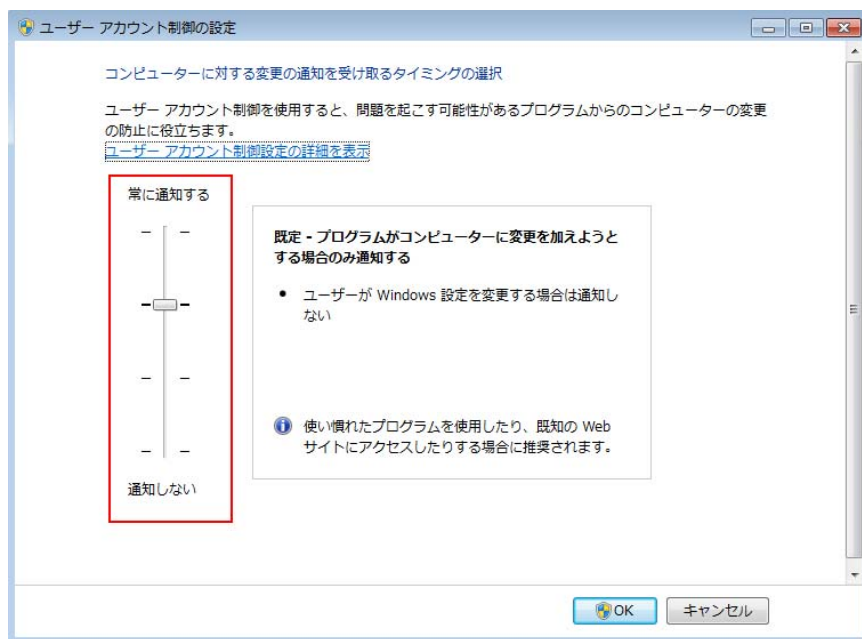 ユーザー アカウント制御の設定
コンピューターに対する変更の通知を受け取るタイミングの選択
ユーザー アカウント制御を使用すると、問題を起こす可能性があるプログラムからのコンピューターの変更
の防止に役立ちます。
ユーザー アカウント制御設定の詳細を表示
常に通知する
既定 - プログラムがコンピューターに変更を加えようと
する場合のみ通知する
• ユーザーが Windows 設定を変更する場合は通知し
ない
使い慣れたプログラムを使用したり、既知の Web
サイトにアクセスしたりする場合に推奨されます。
通知しない
OK
キャンセル